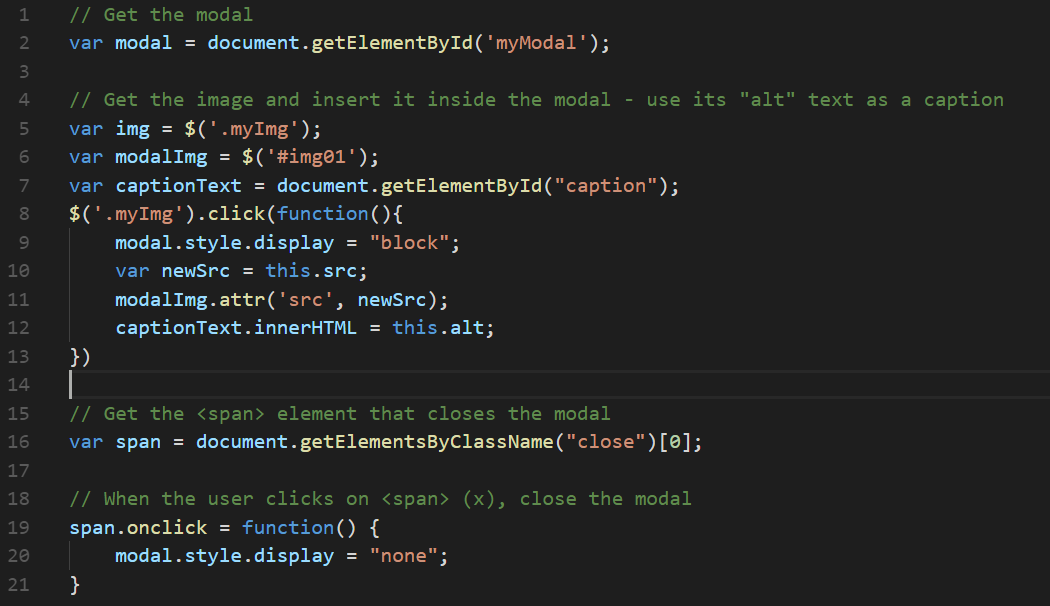 1 // Get the modal
2 var modal = document.getElementById('myModal');
3
4 // Get the image and insert it inside the modal - use its "alt" text as a caption
5 var img = $('.myImg');
6 var modalImg = $('#img01');
7 var captionText = document.getElementById("caption");
8 $('.myImg').click(function(){
9     modal.style.display = "block";
10     var newSrc = this.src;
11     modalImg.attr('src', newSrc);
12     captionText.innerHTML = this.alt;
13 })
14
15 // Get the <span> element that closes the modal
16 var span = document.getElementsByClassName("close")[0];
17
18 // When the user clicks on <span> (x), close the modal
19 span.onclick = function() {
20     modal.style.display = "none";
21 }